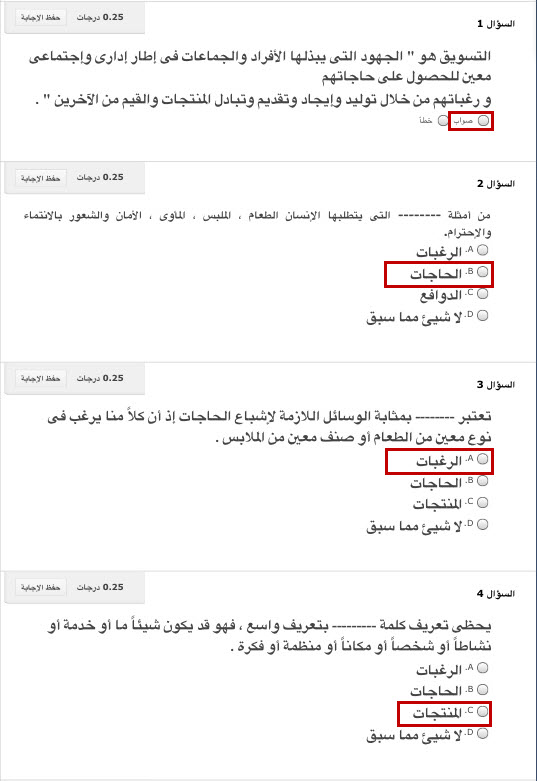 السؤال 1
0.25 درجات حفظ الإجابة
التسويق هو " الجهود التى يبذلها الأفراد والجماعات فى إطار إدارى وإجتماعى
معين للحصول على حاجاتهم
و رغباتهم من خلال توليد وإيجاد وتقديم وتبادل المنتجات والقيم من الآخرين " .
صواب خطأ
السؤال 2
0.25 درجات حفظ الإجابة
من أمثلة -------- التى يتطلبها الإنسان الطعام ، الملبس ، المأوى ، الأمان والشعور بالانتماء
والإحترام.
A. الرغبات
B. الحاجات
C. الدوافع
D. لا شيئ مما سبق
السؤال 3
0.25 درجات حفظ الإجابة
تعتبر -------- بمثابة الوسائل اللازمة لإشباع الحاجات إذ أن كلاً منا يرغب فى
نوع معين من الطعام أو صنف معين من الملابس .
A. الرغبات
B. الحاجات
C. المنتجات
D. لا شيئ مما سبق
السؤال 4
0.25 درجات حفظ الإجابة
يحظى تعريف كلمة --------- بتعريف واسع ، فهو قد يكون شيئاً ما أو خدمة أو
نشاطاً أو شخصاً أو مكاناً أو منظمة أو فكرة .
A. الرغبات
B. الحاجات
C. المنتجات
D. لا شيئ مما سبق